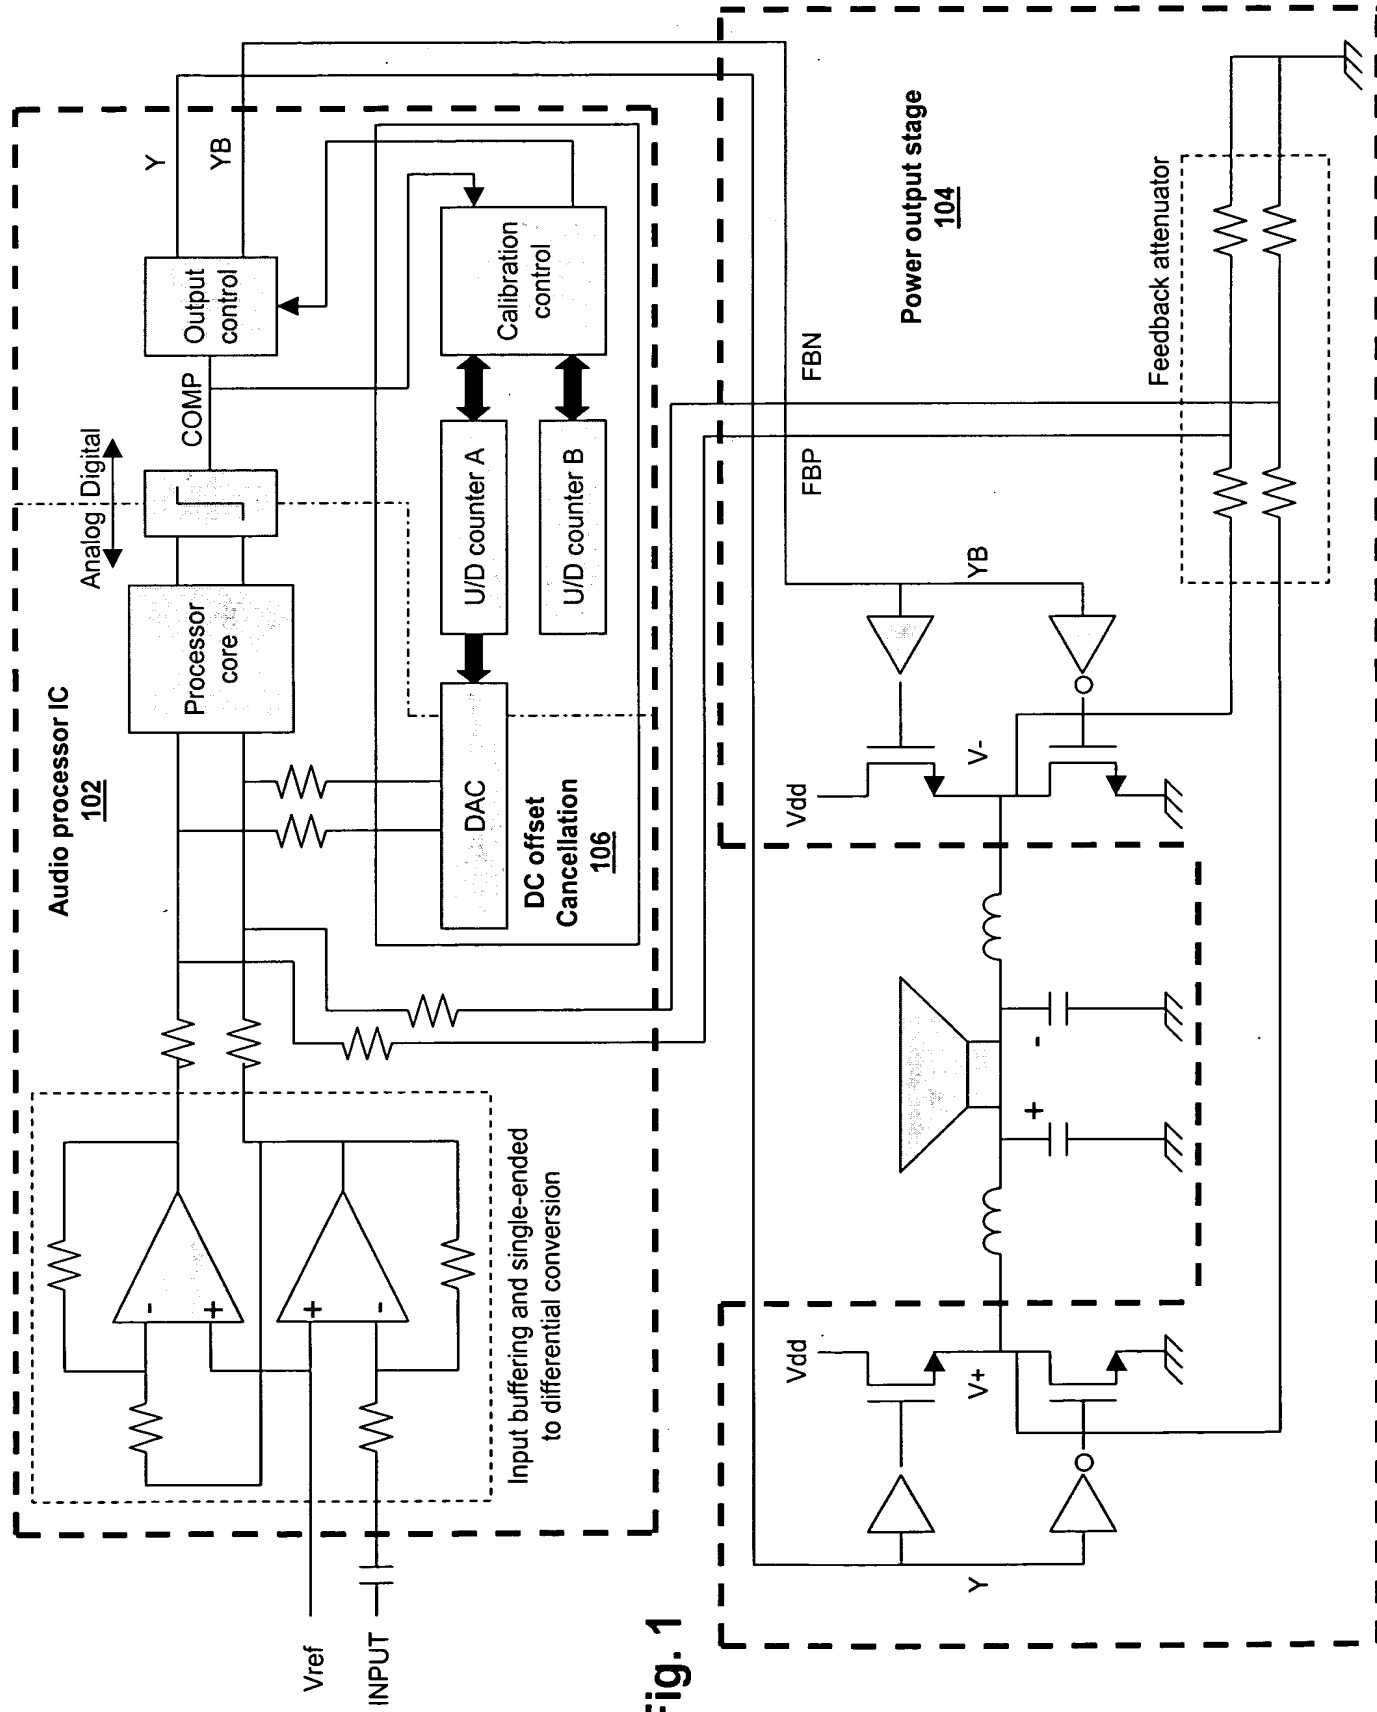 Audio processor IC
102
Analog Digital
Processor
core
COMP
Output
control
Y
YB
Vref
INPUT
-
+
+
-
Input buffering and single-ended
to differential conversion
DAC
U/D counter A
U/D counter B
Calibration
control
DC offset
Cancellation
106
Fig. 1
Power output stage
104
FBP
FBN
Feedback attenuator
Y
YB
Vdd
V+
Vdd
V-
+
-